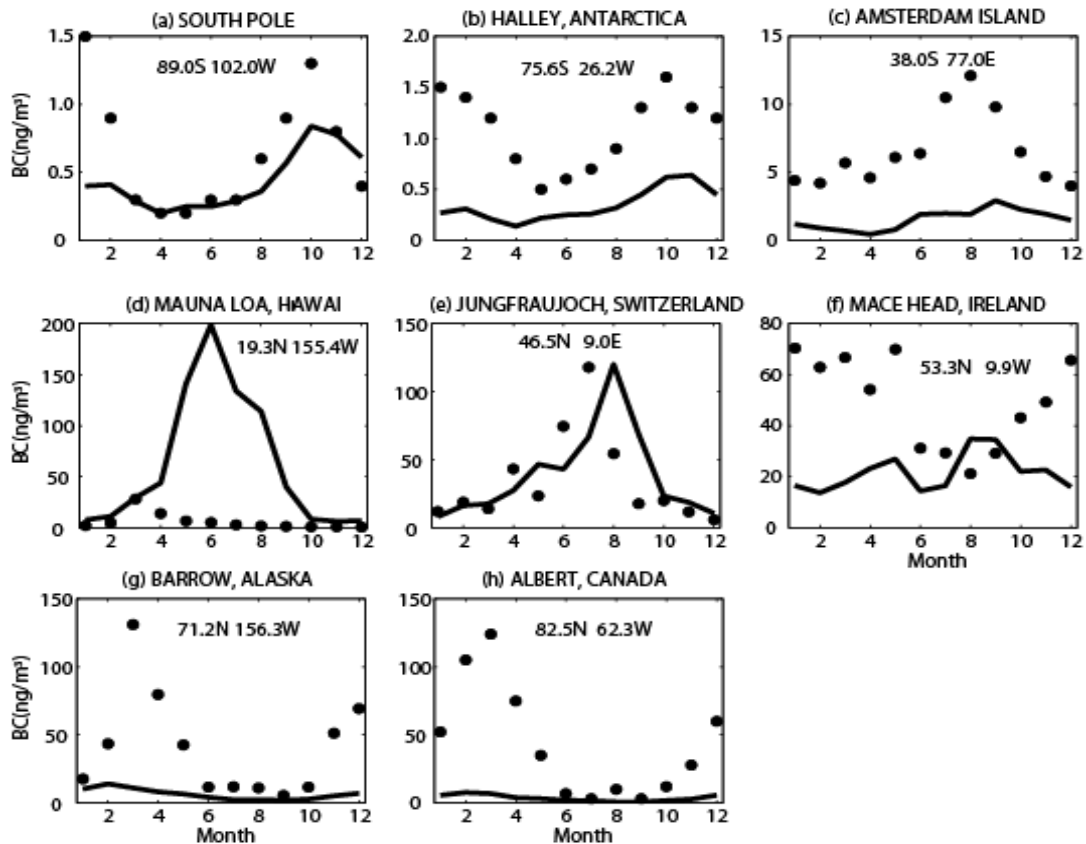 (a) SOUTH POLE
1.5
1.0
0.5
0
BC(ng/m³)
89.0S 102.0W
2 4 6 8 10 12
(b) HALLEY, ANTARCTICA
2.0
1.5
1.0
0.5
0
75.6S 26.2W
2 4 6 8 10 12
(c) AMSTERDAM ISLAND
15
10
5
0
38.0S 77.0E
2 4 6 8 10 12
(d) MAUNA LOA, HAWAI
200
150
100
50
0
BC(ng/m³)
19.3N 155.4W
2 4 6 8 10 12
(e) JUNGFRAUJOCH, SWITZERLAND
150
100
50
0
46.5N 9.0E
2 4 6 8 10 12
(f) MACE HEAD, IRELAND
80
60
40
20
0
53.3N 9.9W
2 4 6 8 10 12
Month
(g) BARROW, ALASKA
150
100
50
0
BC(ng/m³)
71.2N 156.3W
2 4 6 8 10 12
Month
(h) ALBERT, CANADA
150
100
50
0
82.5N 62.3W
2 4 6 8 10 12
Month